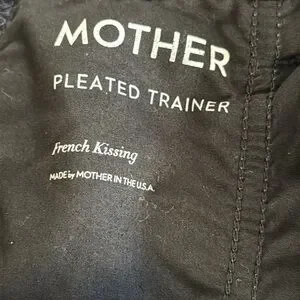 MOTHER
PLEATED TRAINER
French Kissing
MADE by MOTHER IN THE U.S.A.